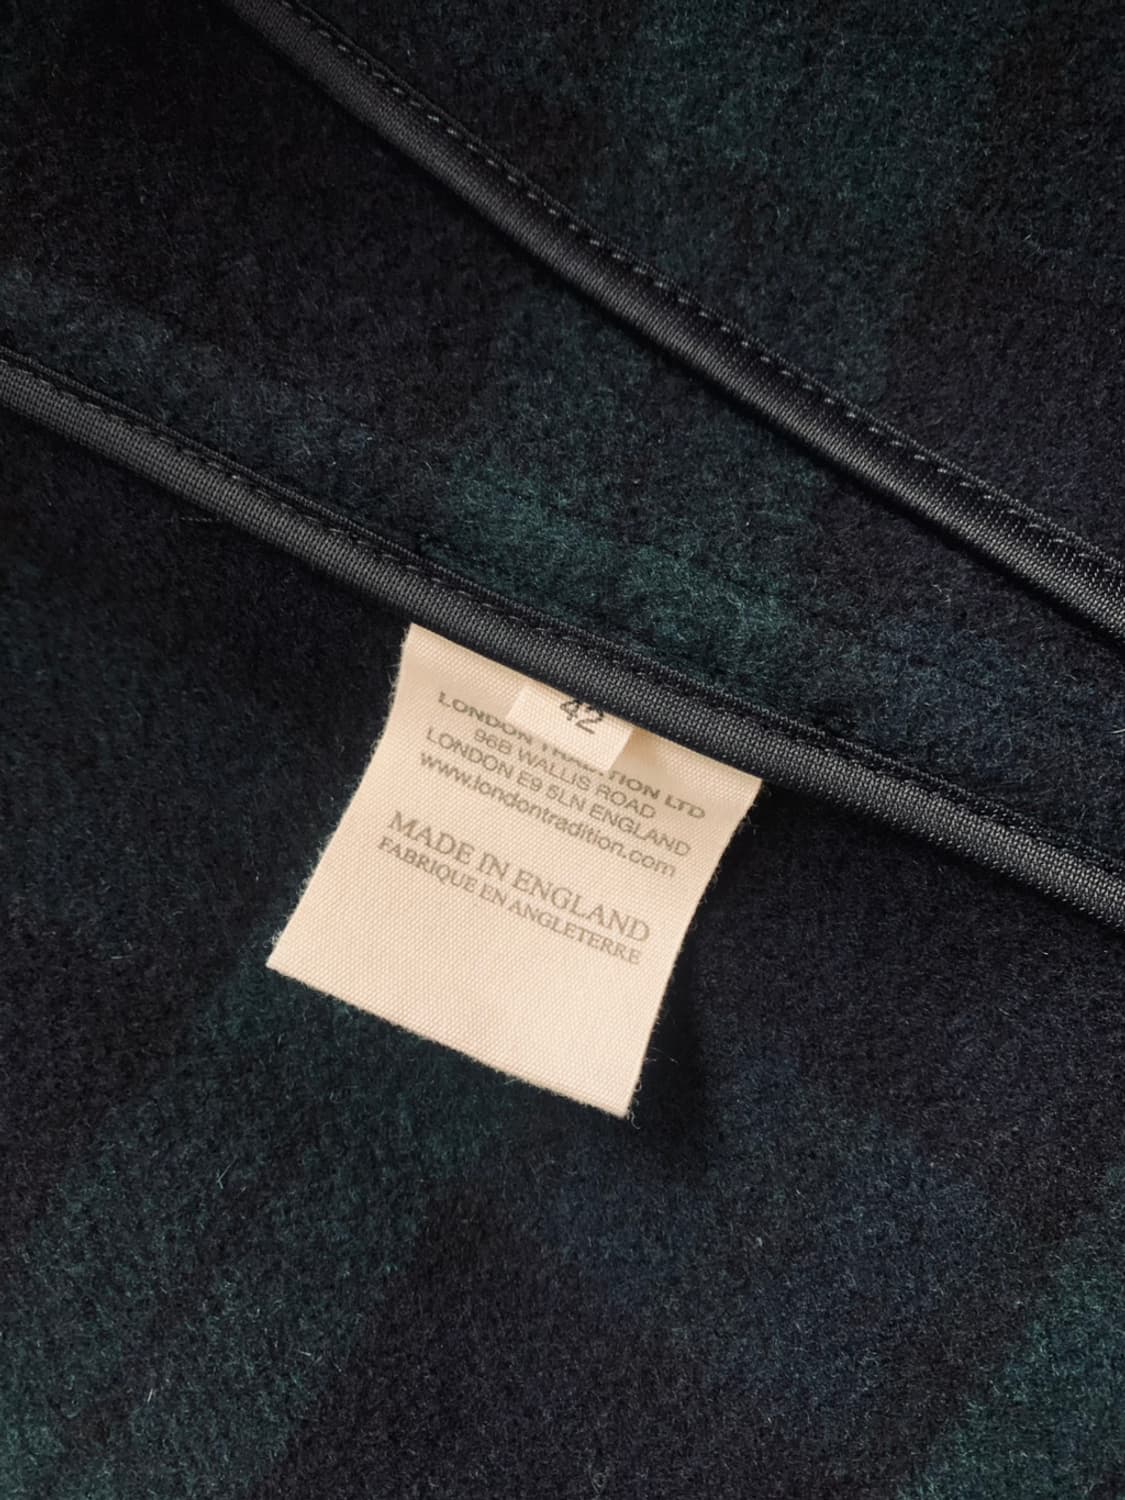 42
LONDON TRADITION LTD
96B WALLIS ROAD
LONDON E9 5LN ENGLAND
www.londontradition.com
MADE IN ENGLAND
FABRIQUE EN ANGLETERRE